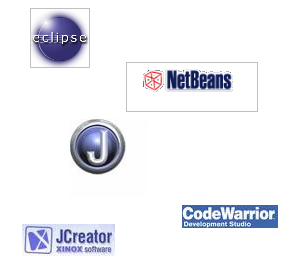 eclipse
NetBeans
J
CodeWarrior
Development Studio
JCreator
XINOX software